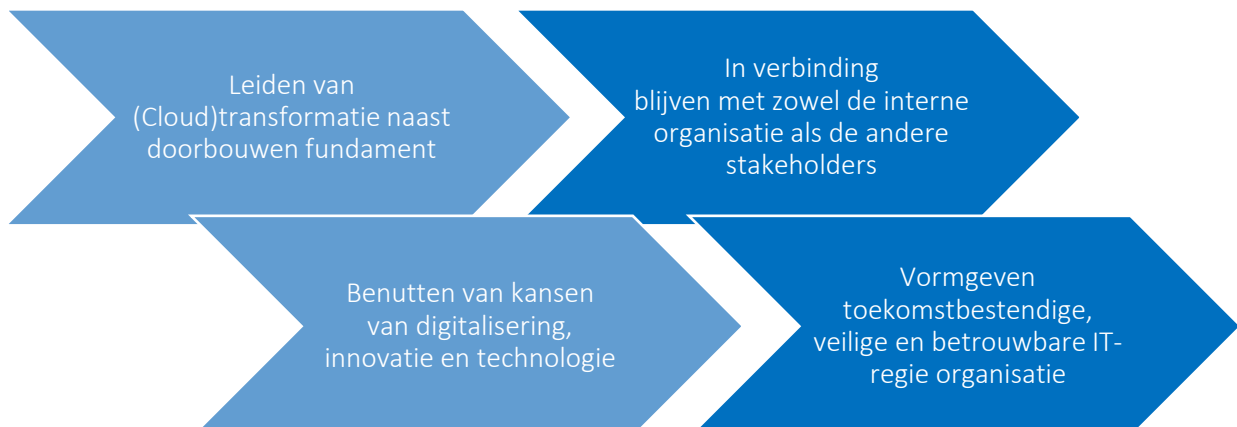 Leiden van
(Cloud)transformatie naast
doorbouwen fundament
In verbinding
blijven met zowel de interne
organisatie als de andere
stakeholders
Benutten van kansen
van digitalisering,
innovatie en technologie
Vormgeven
toekomstbestendige,
veilige en betrouwbare IT-
regie organisatie